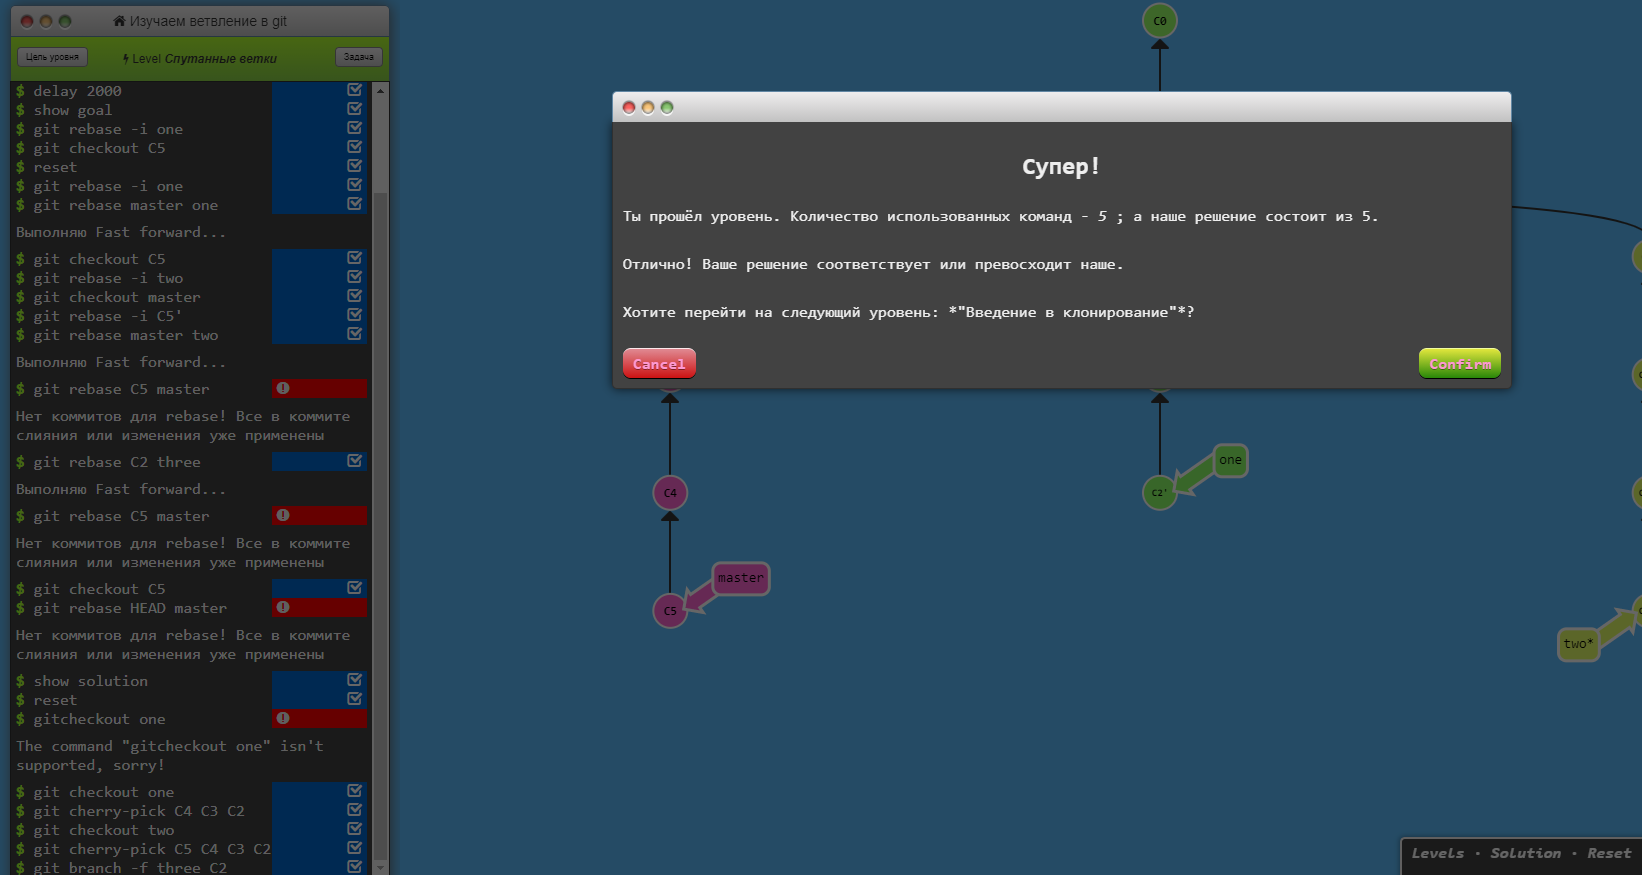 Изучаем ветвление в git
Цель уровня
Level Спутанные ветки
Задача
$ delay 2000
$ show goal
$ git rebase -i one
$ git checkout C5
$ reset
$ git rebase -i one
$ git rebase master one
Выполняю Fast forward...
$ git checkout C5
$ git rebase -i two
$ git checkout master
$ git rebase -i C5'
$ git rebase master two
Выполняю Fast forward...
$ git rebase C5 master
Нет коммитов для rebase! Все в коммите
слияния или изменения уже применены
$ git rebase C2 three
Выполняю Fast forward...
$ git rebase C5 master
Нет коммитов для rebase! Все в коммите
слияния или изменения уже применены
$ git checkout C5
$ git rebase HEAD master
Нет коммитов для rebase! Все в коммите
слияния или изменения уже применены
$ show solution
$ reset
$ gitcheckout one
The command "gitcheckout one" isn't
supported, sorry!
$ git checkout one
$ git cherry-pick C4 C3 C2
$ git checkout two
$ git cherry-pick C5 C4 C3 C2
$ git branch -f three C2
C0
Супер!
Ты прошёл уровень. Количество использованных команд - 5 ; а наше решение состоит из 5.
Отлично! Ваше решение соответствует или превосходит наше.
Хотите перейти на следующий уровень: *"Введение в клонирование"*?
Cancel
Confirm
one
C4
C2'
master
C5
two*
Levels · Solution · Reset